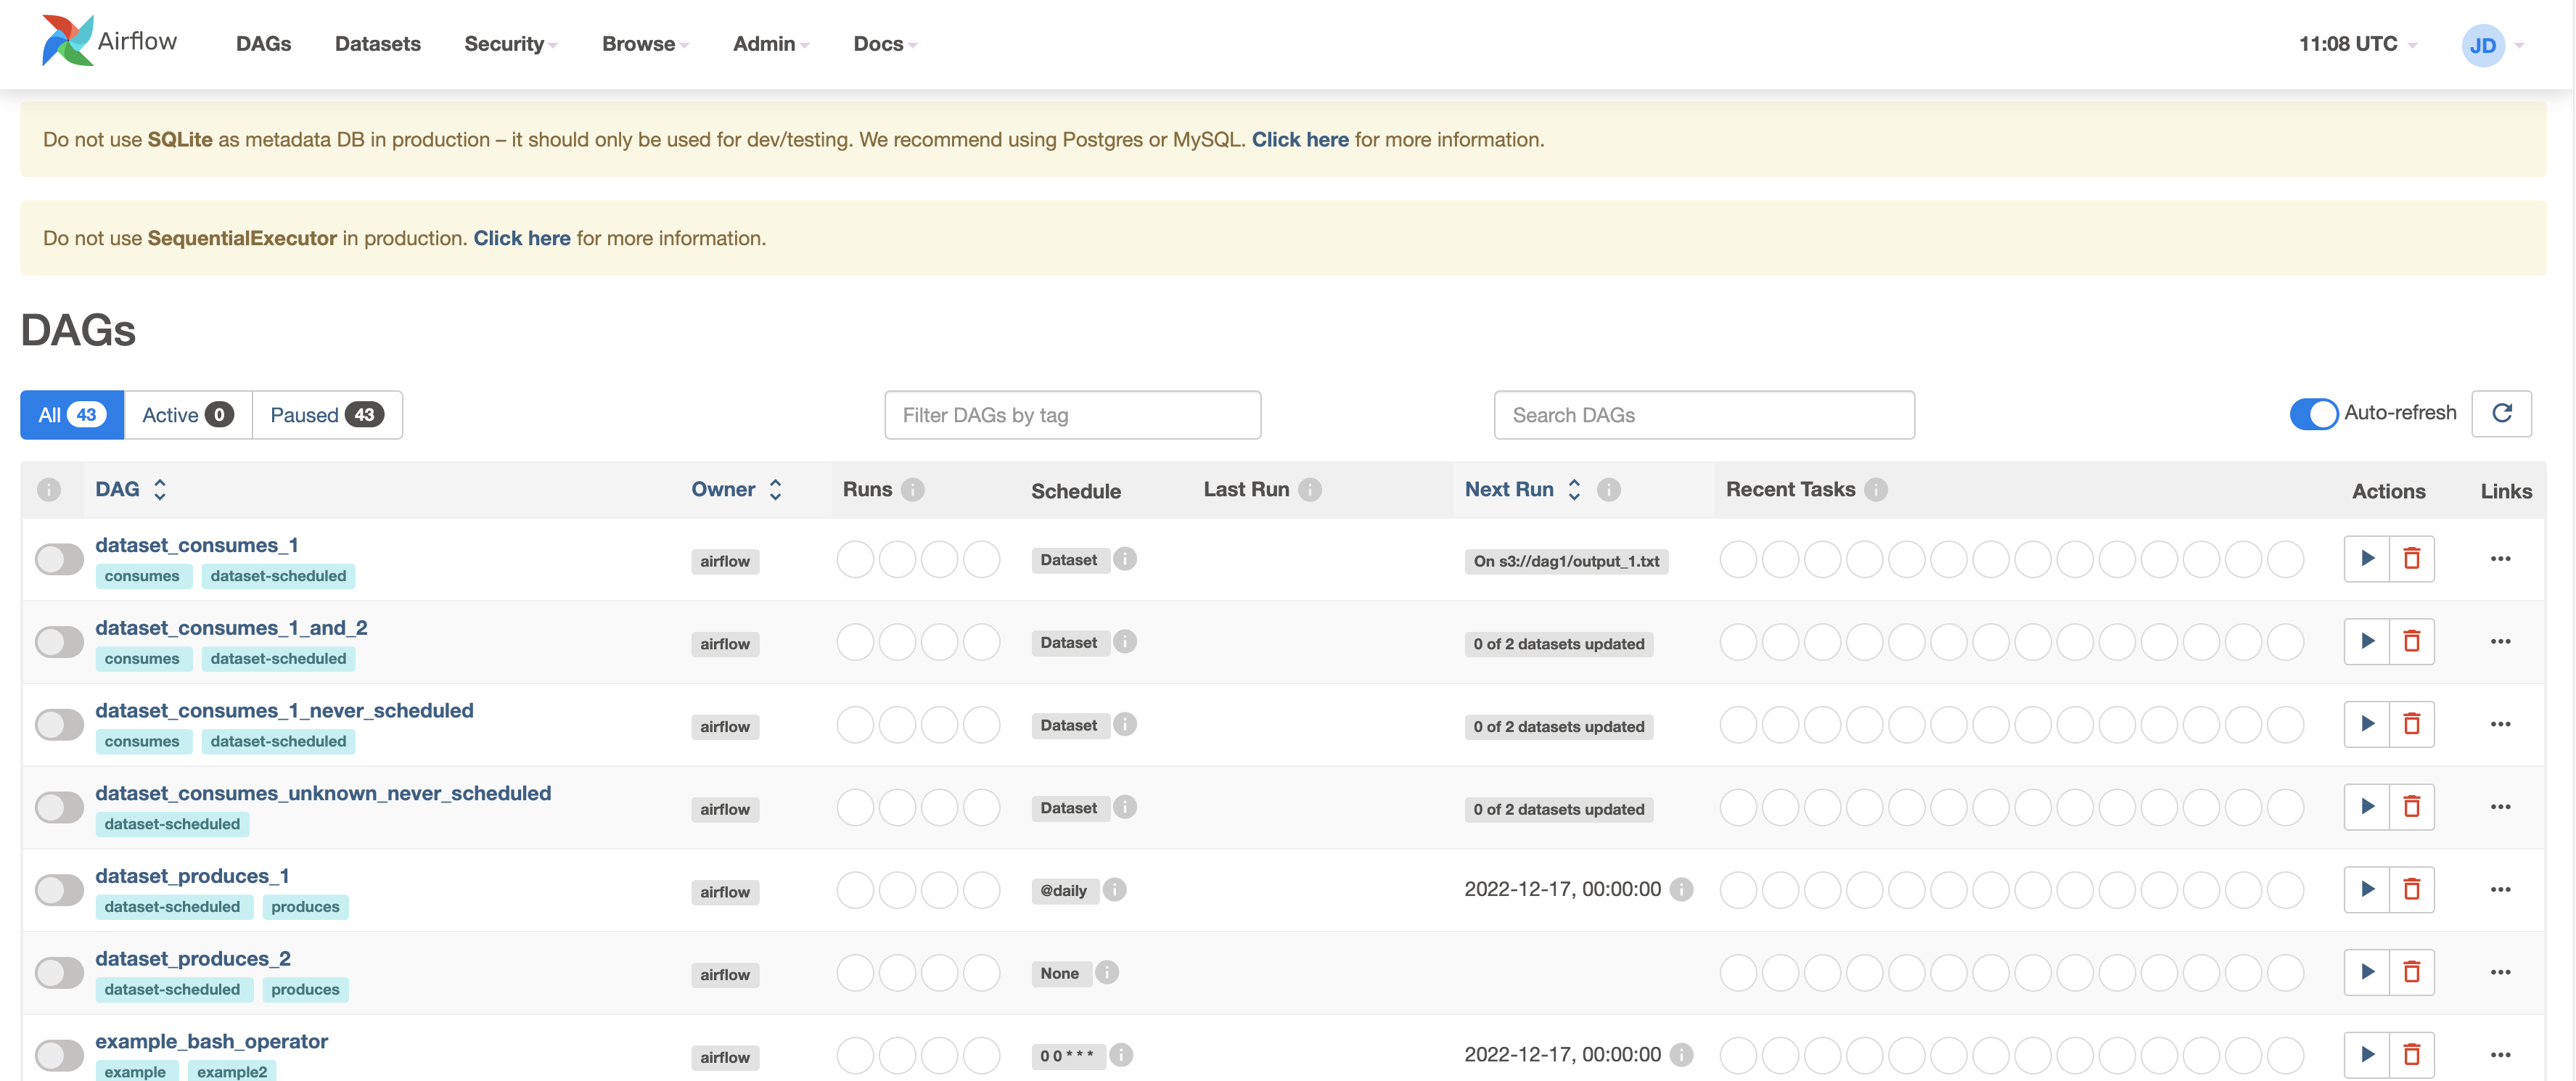 Airflow DAGs Datasets Security Browse Admin Docs 11:08 UTC JD
Do not use SQLite as metadata DB in production – it should only be used for dev/testing. We recommend using Postgres or MySQL. Click here for more information.
Do not use SequentialExecutor in production. Click here for more information.
DAGs
All 43 Active 0 Paused 43 Filter DAGs by tag Search DAGs Auto-refresh
i DAG Owner Runs i Schedule Last Run i Next Run i Recent Tasks i Actions Links
dataset_consumes_1
airflow Dataset i On s3://dag1/output_1.txt
consumes dataset-scheduled
dataset_consumes_1_and_2
airflow Dataset i 0 of 2 datasets updated
consumes dataset-scheduled
dataset_consumes_1_never_scheduled
airflow Dataset i 0 of 2 datasets updated
consumes dataset-scheduled
dataset_consumes_unknown_never_scheduled
airflow Dataset i 0 of 2 datasets updated
dataset-scheduled
dataset_produces_1
airflow @daily i 2022-12-17, 00:00:00 i
dataset-scheduled produces
dataset_produces_2
airflow None i
dataset-scheduled produces
example_bash_operator
airflow 0 0 * * * i 2022-12-17, 00:00:00 i
example example2